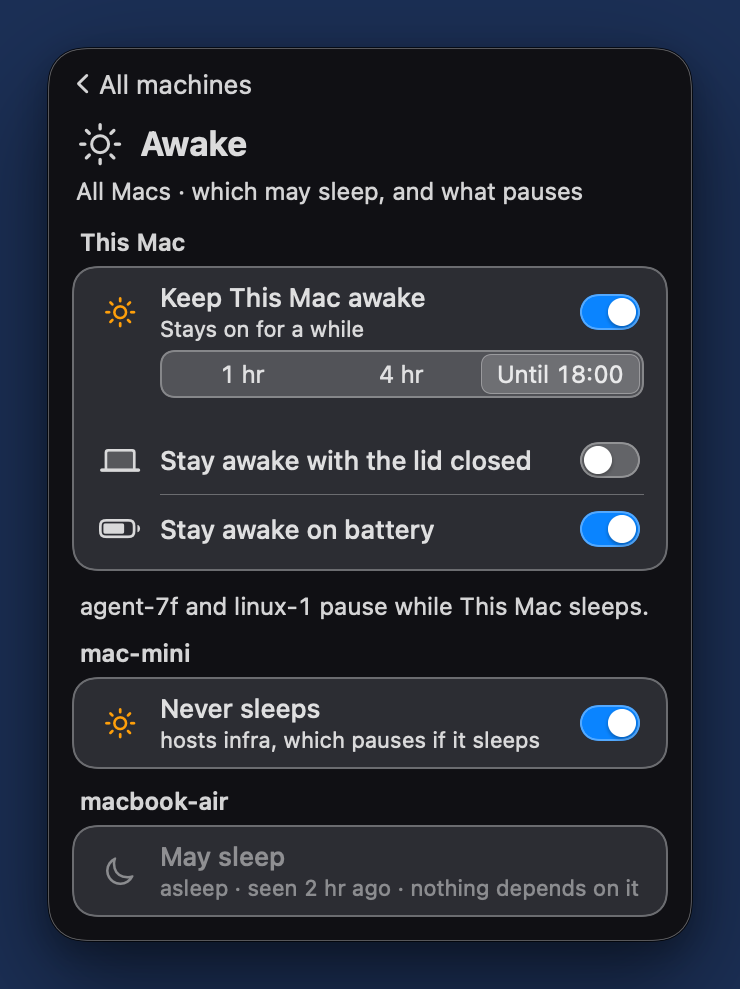 All machines
Awake
All Macs · which may sleep, and what pauses
This Mac
Keep This Mac awake
Stays on for a while
1 hr 4 hr Until 18:00
Stay awake with the lid closed
Stay awake on battery
agent-7f and linux-1 pause while This Mac sleeps.
mac-mini
Never sleeps
hosts infra, which pauses if it sleeps
macbook-air
May sleep
asleep · seen 2 hr ago · nothing depends on it